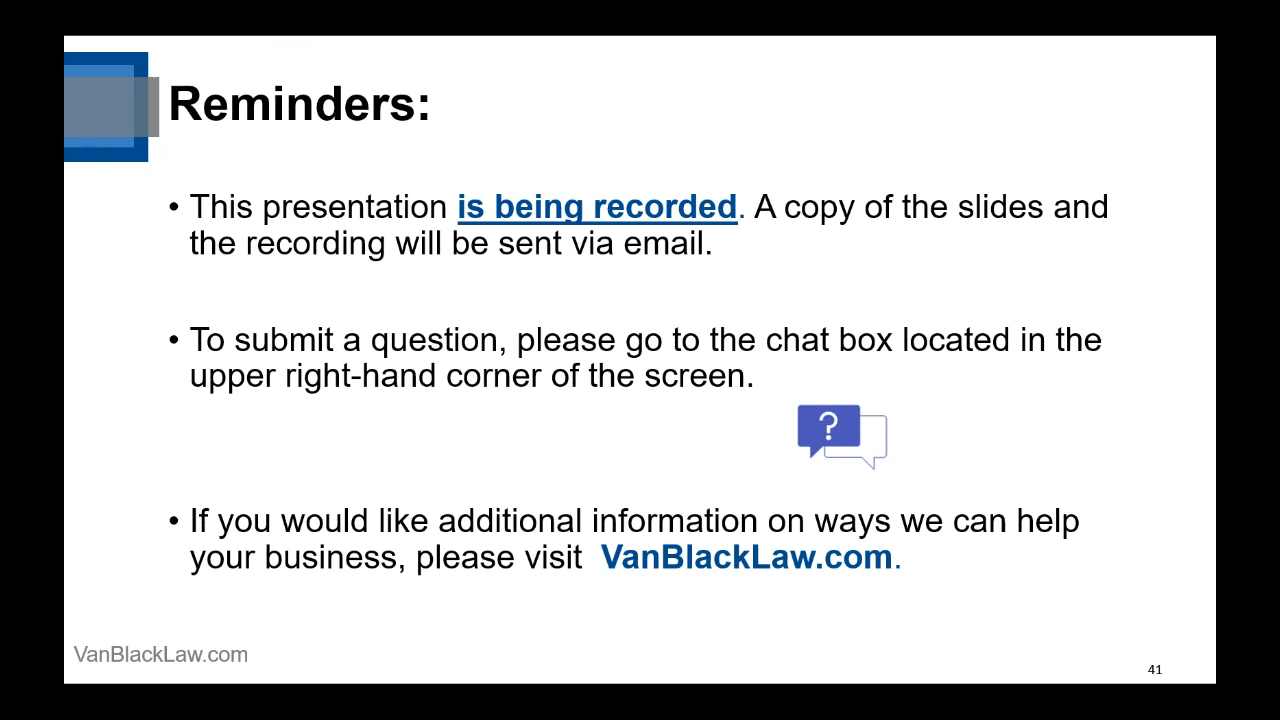 Reminders:
• This presentation is being recorded. A copy of the slides and
the recording will be sent via email.
• To submit a question, please go to the chat box located in the
upper right-hand corner of the screen.
?
• If you would like additional information on ways we can help
your business, please visit VanBlackLaw.com.
VanBlackLaw.com
41